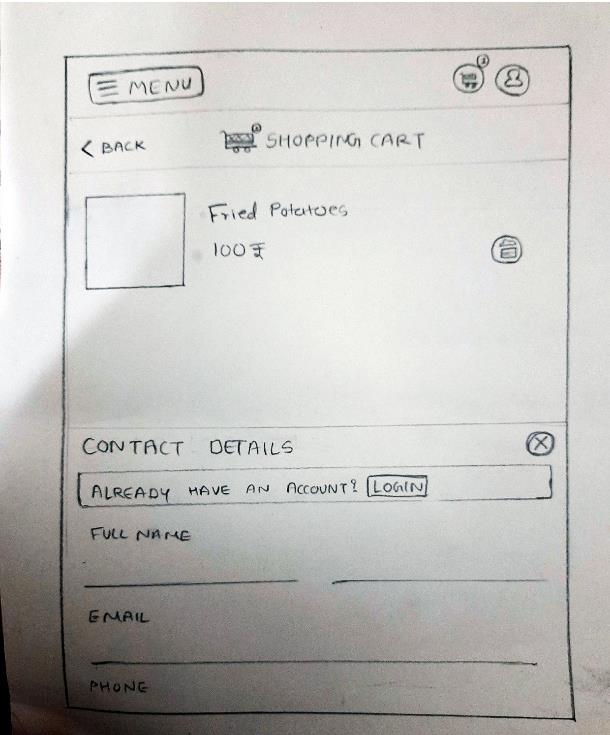 MENU
< BACK SHOPPING CART
Fried Potatoes
100 ₹
CONTACT DETAILS
ALREADY HAVE AN ACCOUNT? LOGIN
FULL NAME
EMAIL
PHONE